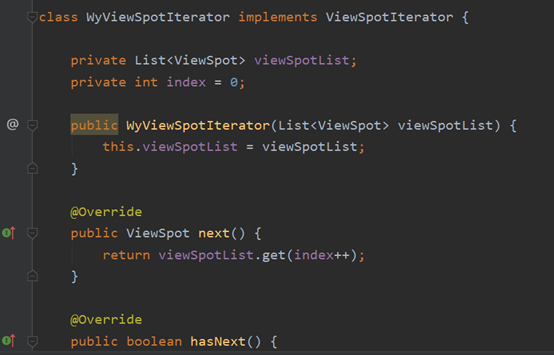 class WyViewSpotIterator implements ViewSpotIterator {
private List<ViewSpot> viewSpotList;
private int index = 0;
@ public WyViewSpotIterator(List<ViewSpot> viewSpotList) {
this.viewSpotList = viewSpotList;
}
@Override
public ViewSpot next() {
return viewSpotList.get(index++);
}
@Override
public boolean hasNext() {